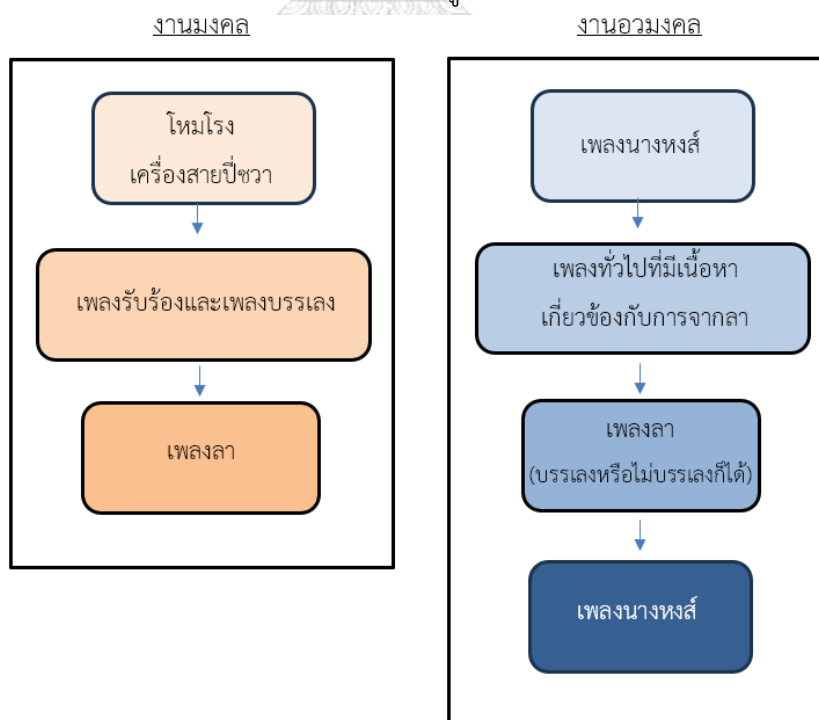 งานมงคล
โหมโรง
เครื่องสายปี่ชวา
เพลงรับร้องและเพลงบรรเลง
เพลงลา
งานอวมงคล
เพลงนางหงส์
เพลงทั่วไปที่มีเนื้อหา
เกี่ยวข้องกับการจากลา
เพลงลา
(บรรเลงหรือไม่บรรเลงก็ได้)
เพลงนางหงส์